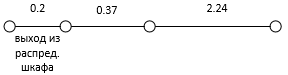 0.2
0.37
2.24
выход из
распред.
шкафа